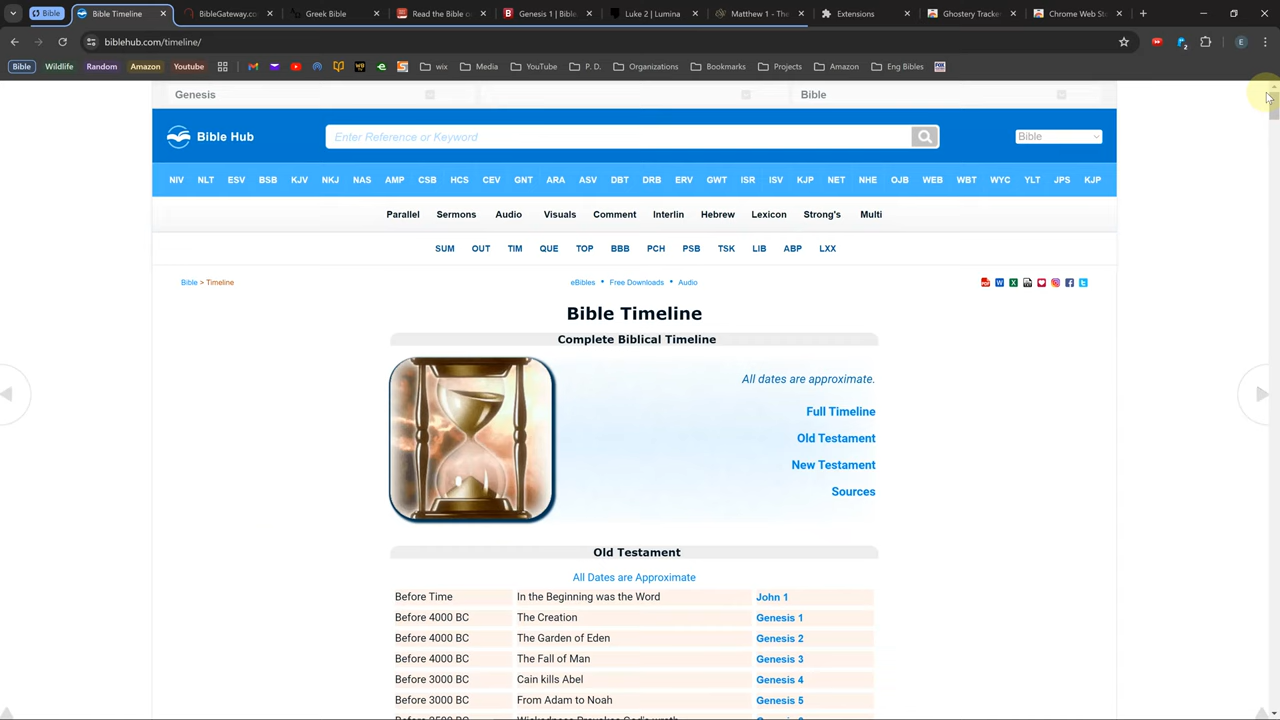 Bible
Bible Timeline
BibleGateway.co
Greek Bible
Read the Bible
Genesis 1 | Bible
Luke 2 | Lumina
Matthew 1 - The
Extensions
Ghostery Tracke
Chrome Web St
biblehub.com/timeline/
Bible
Wildlife
Random
Amazon
Youtube
wix
Media
YouTube
P. D.
Organizations
Bookmarks
Projects
Amazon
Eng Bibles
Genesis
Bible
Bible Hub
Enter Reference or Keyword
Bible
NIV NLT ESV BSB KJV NKJ NAS AMP CSB HCS CEV GNT ARA ASV DBT DRB ERV GWT ISR ISV KJP NET NHE OJB WEB WBT WYC YLT JPS KJP
Parallel Sermons Audio Visuals Comment Interlin Hebrew Lexicon Strong's Multi
SUM OUT TIM QUE TOP BBB PCH PSB TSK LIB ABP LXX
Bible > Timeline
eBibles • Free Downloads • Audio
Bible Timeline
Complete Biblical Timeline
All dates are approximate.
Full Timeline
Old Testament
New Testament
Sources
Old Testament
All Dates are Approximate
Before Time In the Beginning was the Word John 1
Before 4000 BC The Creation Genesis 1
Before 4000 BC The Garden of Eden Genesis 2
Before 4000 BC The Fall of Man Genesis 3
Before 3000 BC Cain kills Abel Genesis 4
Before 3000 BC From Adam to Noah Genesis 5